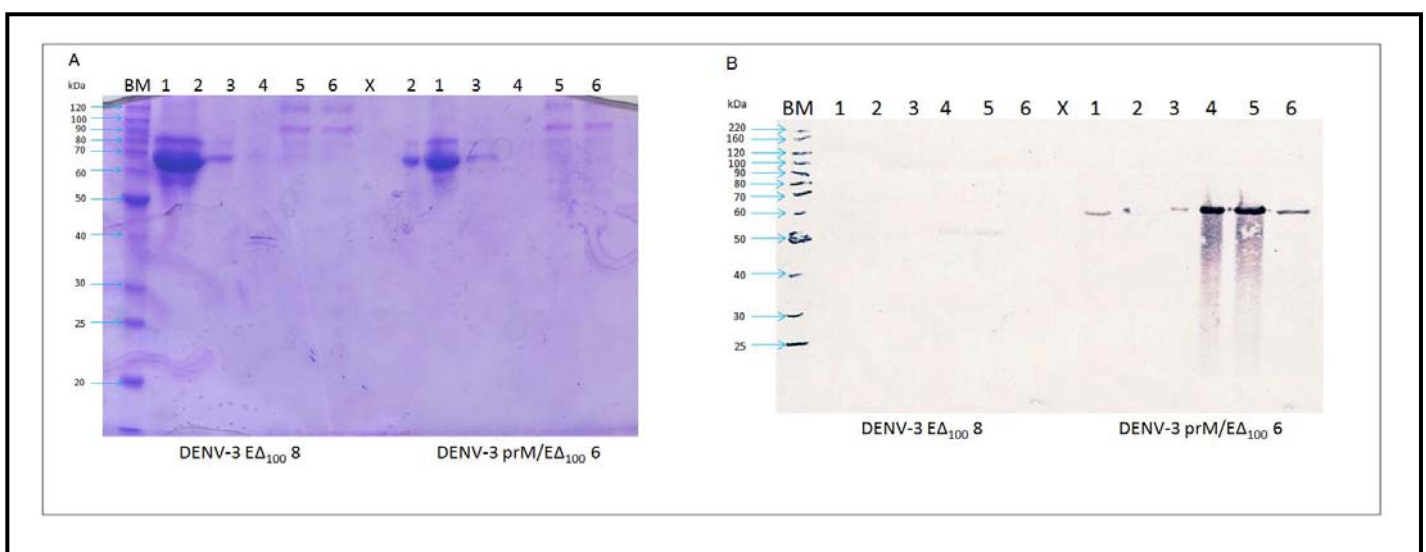 A
kDa
BM 1 2 3 4 5 6 X 2 1 3 4 5 6
120
100
90
80
70
60
50
40
30
25
20
DENV-3 EΔ₁₀₀ 8
DENV-3 prM/EΔ₁₀₀ 6
B
kDa
BM 1 2 3 4 5 6 X 1 2 3 4 5 6
220
160
120
100
90
80
70
60
50
40
30
25
DENV-3 EΔ₁₀₀ 8
DENV-3 prM/EΔ₁₀₀ 6